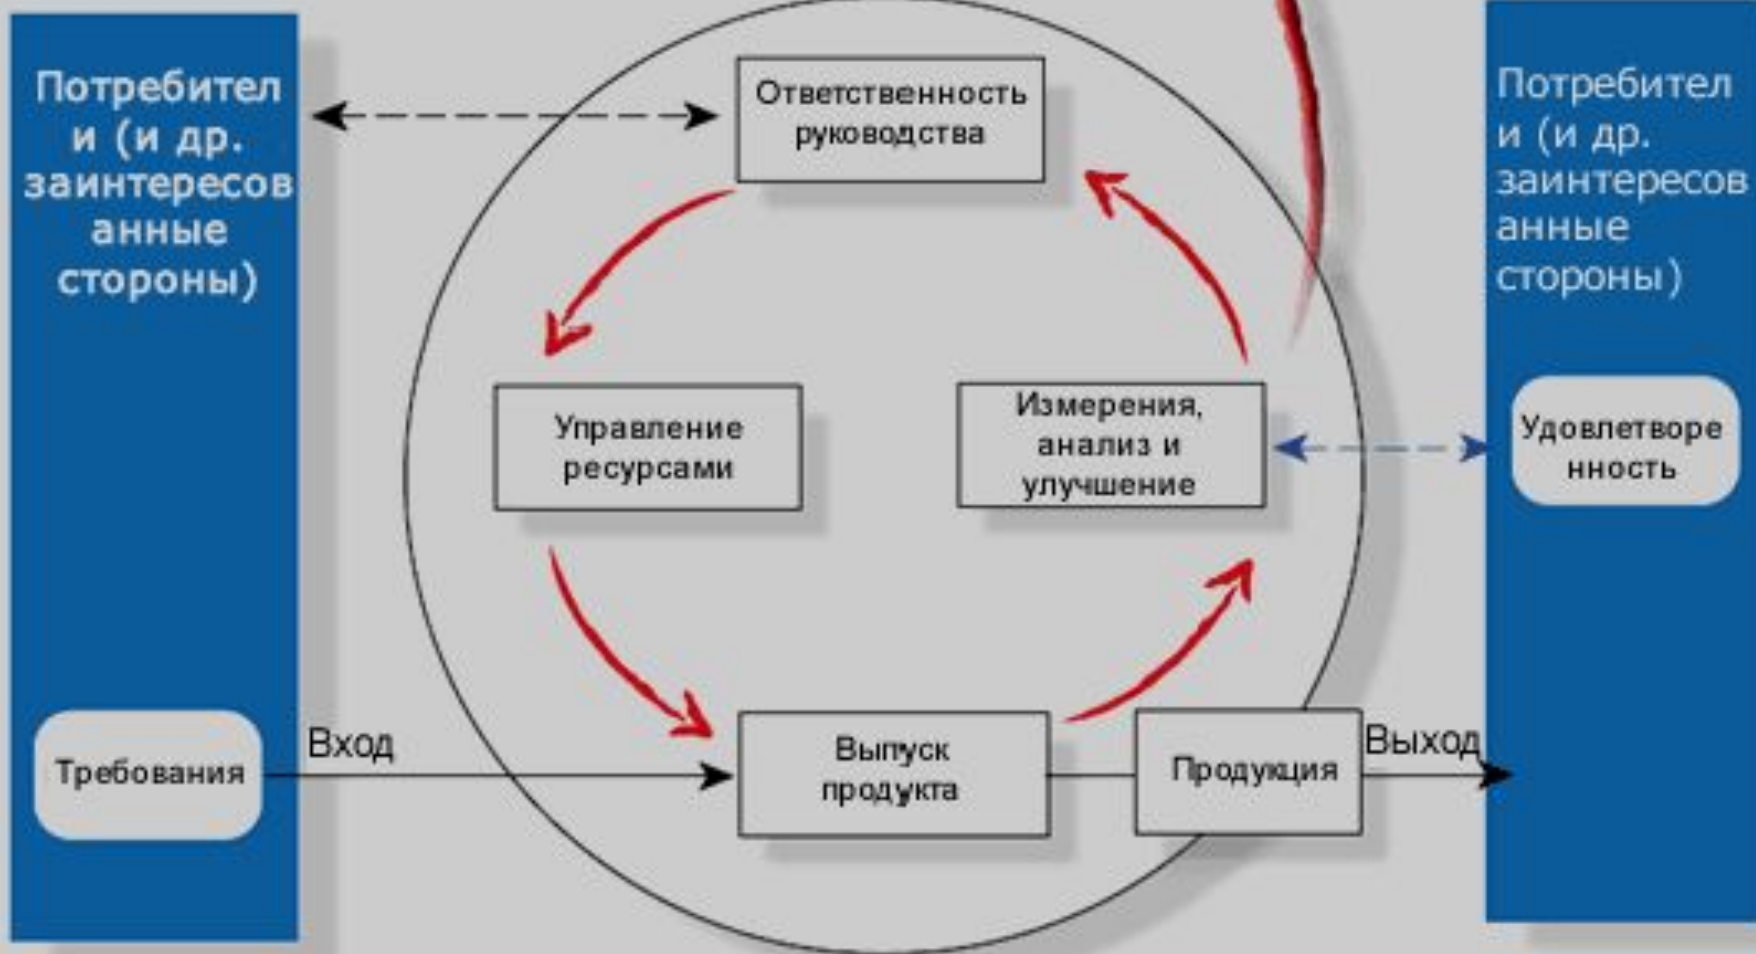 Потребител
и (и др.
заинтересов
анные
стороны)
Ответственность
руководства
Потребител
и (и др.
заинтересов
анные
стороны)
Управление
ресурсами
Измерения,
анализ и
улучшение
Удовлетворе
нность
Требования
Вход
Выпуск
продукта
Продукция
Выход